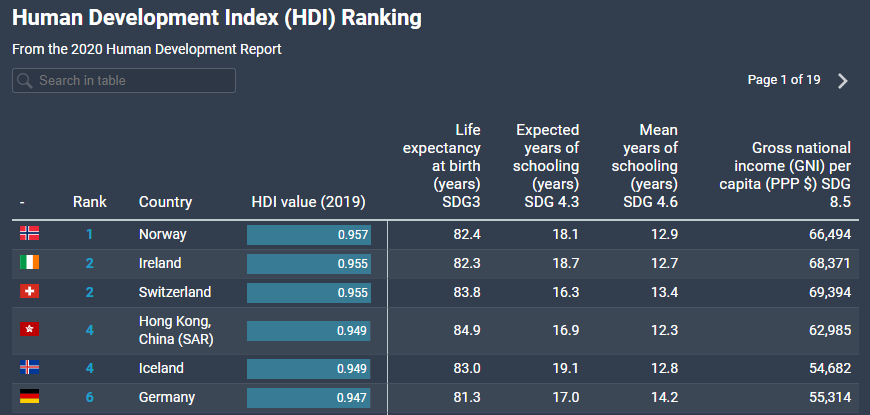 Human Development Index (HDI) Ranking
From the 2020 Human Development Report
Search in table
Page 1 of 19
- Rank Country HDI value (2019) Life expectancy at birth (years) SDG3 Expected years of schooling (years) SDG 4.3 Mean years of schooling (years) SDG 4.6 Gross national income (GNI) per capita (PPP $) SDG 8.5
1 Norway 0.957 82.4 18.1 12.9 66,494
2 Ireland 0.955 82.3 18.7 12.7 68,371
2 Switzerland 0.955 83.8 16.3 13.4 69,394
4 Hong Kong, China (SAR) 0.949 84.9 16.9 12.3 62,985
4 Iceland 0.949 83.0 19.1 12.8 54,682
6 Germany 0.947 81.3 17.0 14.2 55,314